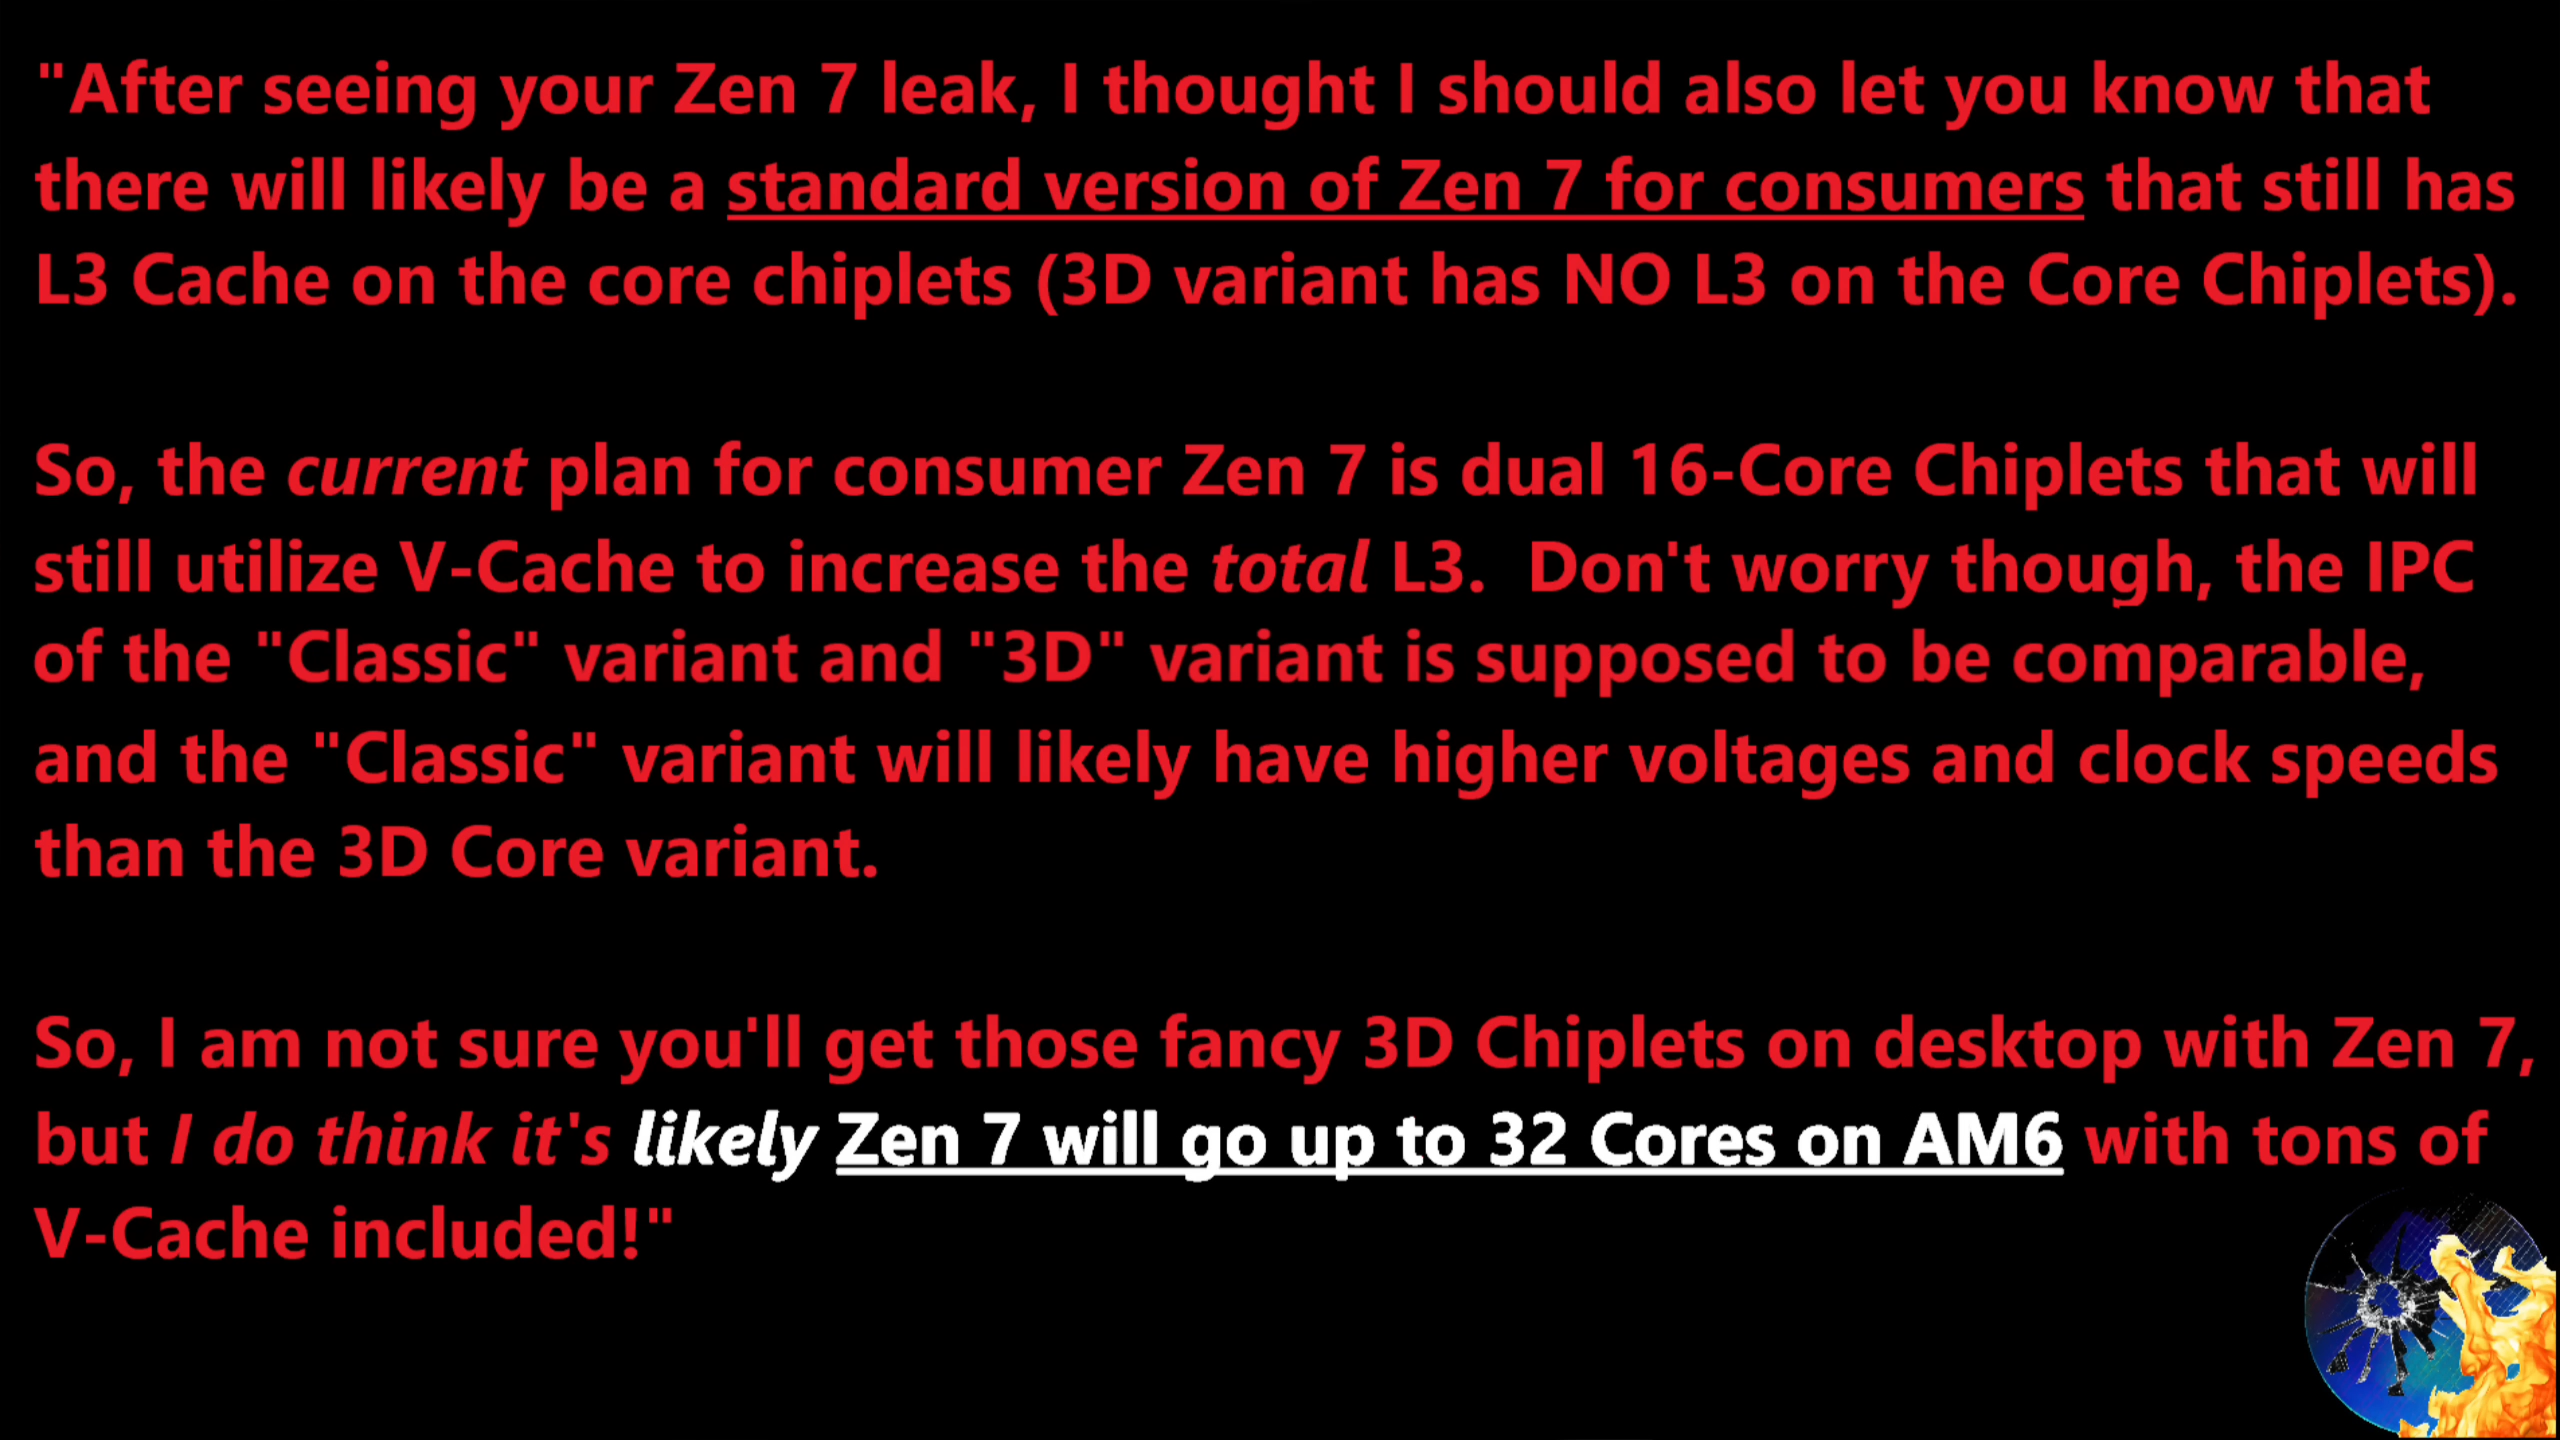 "After seeing your Zen 7 leak, I thought I should also let you know that
there will likely be a standard version of Zen 7 for consumers that still has
L3 Cache on the core chiplets (3D variant has NO L3 on the Core Chiplets).
So, the current plan for consumer Zen 7 is dual 16-Core Chiplets that will
still utilize V-Cache to increase the total L3.  Don't worry though, the IPC
of the "Classic" variant and "3D" variant is supposed to be comparable,
and the "Classic" variant will likely have higher voltages and clock speeds
than the 3D Core variant.
So, I am not sure you'll get those fancy 3D Chiplets on desktop with Zen 7,
but I do think it's likely Zen 7 will go up to 32 Cores on AM6 with tons of
V-Cache included!"